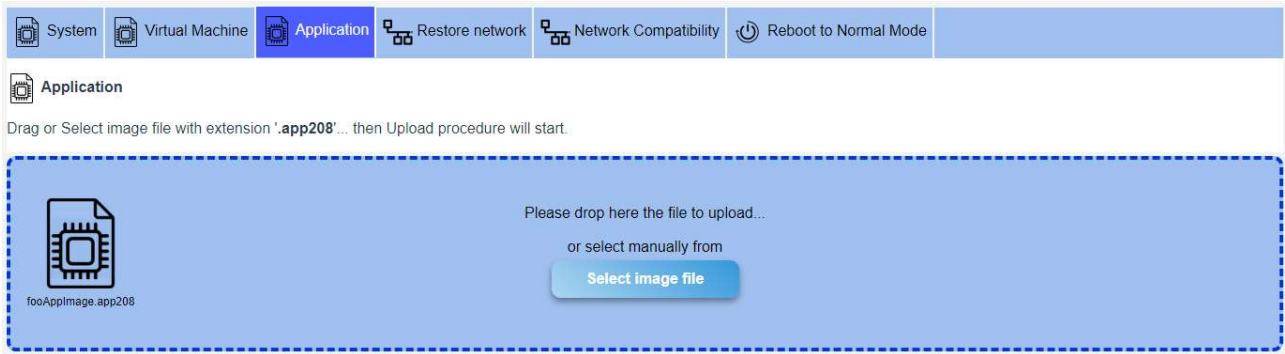 System
Virtual Machine
Application
Restore network
Network Compatibility
Reboot to Normal Mode
Application
Drag or Select image file with extension '.app208'... then Upload procedure will start.
Please drop here the file to upload...
or select manually from
Select image file
fooAppImage.app208